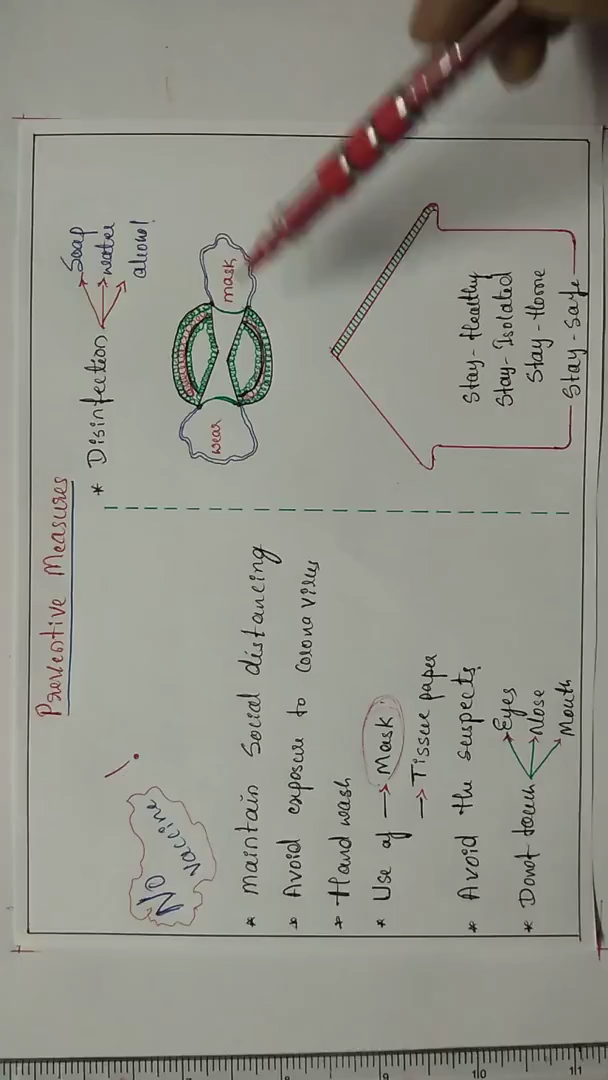 Preventive Measures
No
vaccine !
* Maintain Social distancing
* Avoid exposure to corona virus
* Hand wash
* Use of → Mask
→ Tissue paper
* Avoid the suspects.
* Donot touch → Eyes
→ Nose
→ Mouth
* Disinfection → Soap
→ water
→ alcohol
wear mask
Stay-Healthy
Stay-Isolated
Stay-Home
Stay-Safe
10
11